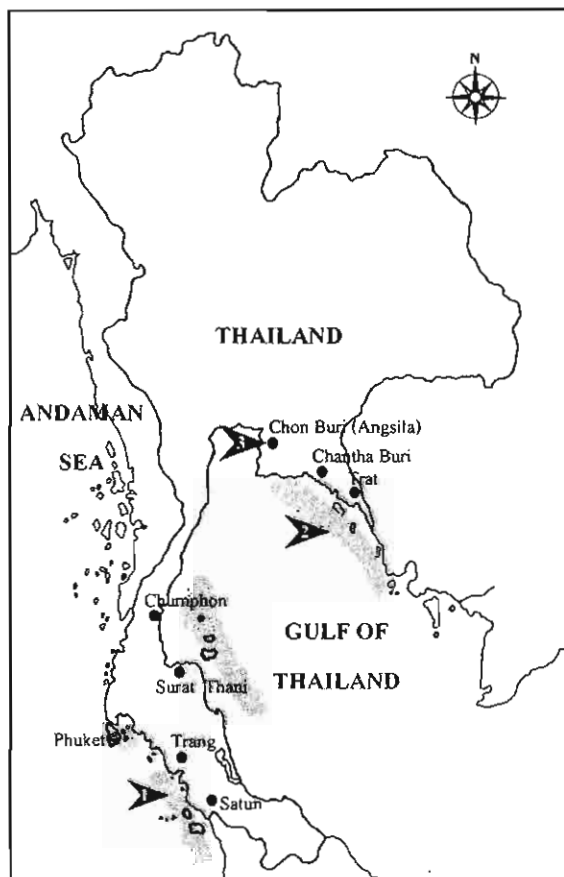 N
THAILAND
ANDAMAN
SEA
3
Chon Buri (Angsila)
Chantha Buri
Trat
2
Chumphon
GULF OF
THAILAND
Surat Thani
Phuket
Trang
1
Satun